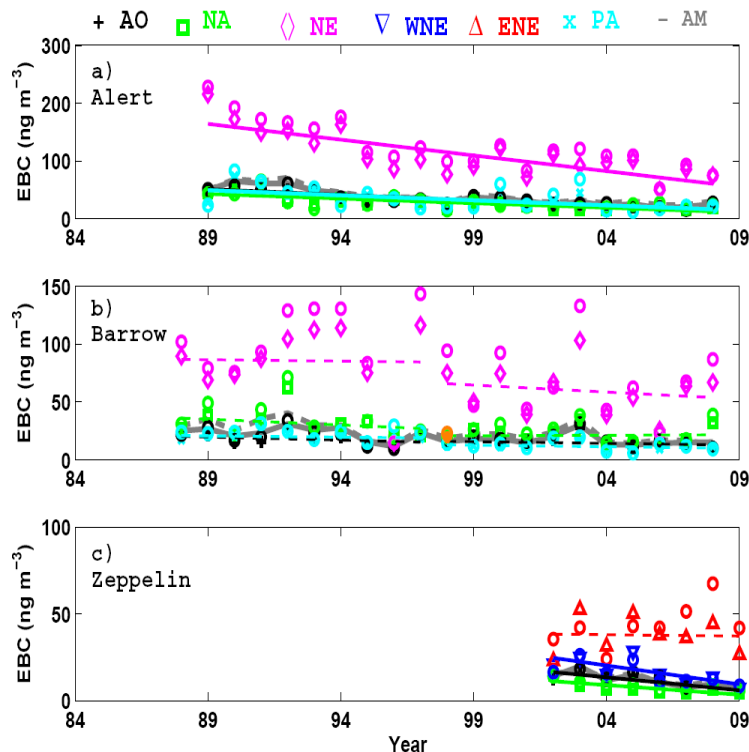 + AO □ NA ◇ NE ▽ WNE △ ENE x PA – AM
a)
Alert
EBC (ng m⁻³)
300
200
100
0
84 89 94 99 04 09
b)
Barrow
EBC (ng m⁻³)
150
100
50
0
84 89 94 99 04 09
c)
Zeppelin
EBC (ng m⁻³)
100
50
0
84 89 94 99 04 09
Year